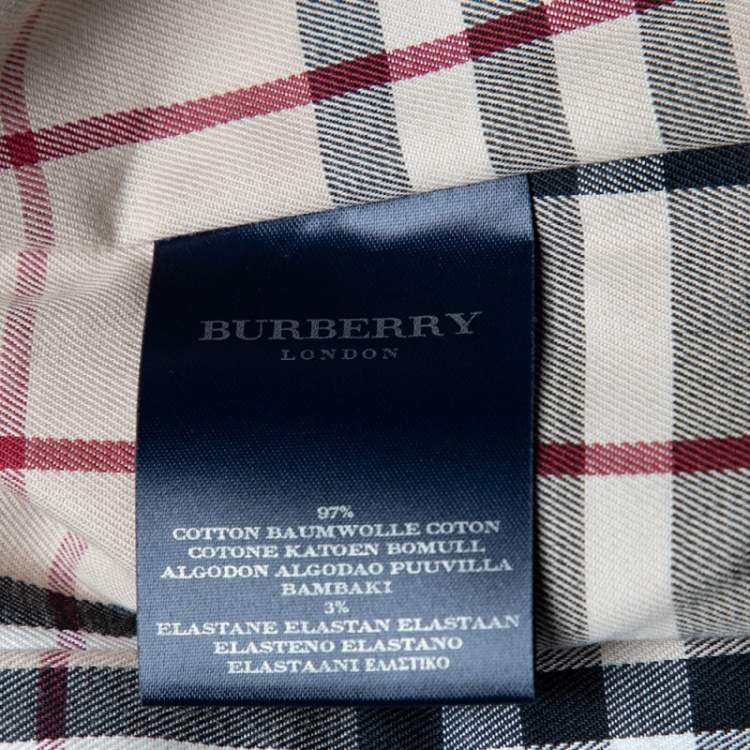 BURBERRY
LONDON
97%
COTTON BAUMWOLLE COTON
COTONE KATOEN BOMULL
ALGODON ALGODAO PUUVILLA
BAMBAKI
3%
ELASTANE ELASTAN ELASTAAN
ELASTENO ELASTANO
ELASTAANI ΕΛΑΣΤΙΚΟ